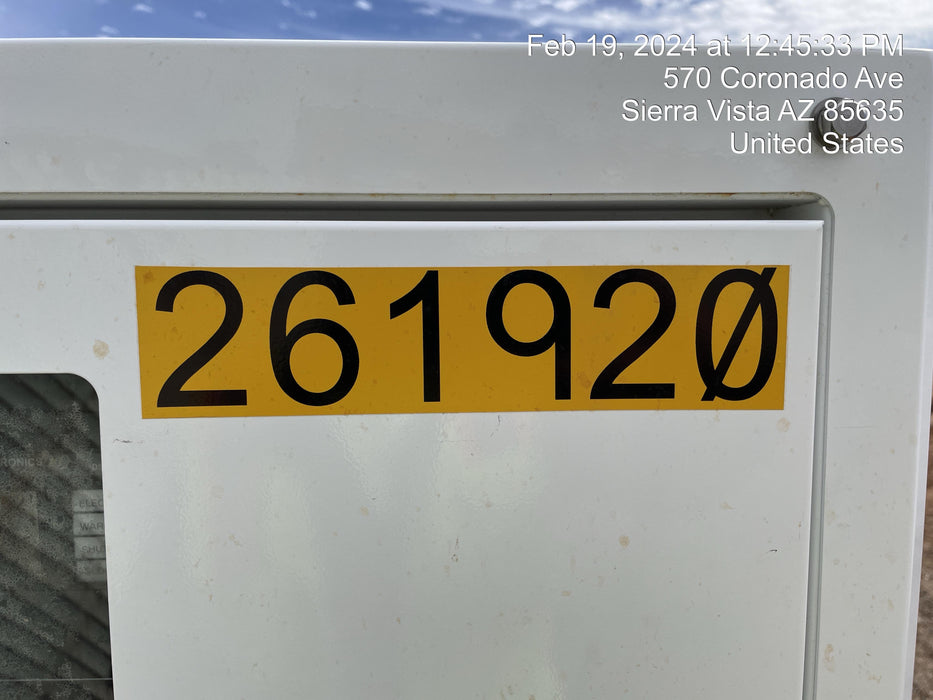 Feb 19, 2024 at 12:45:33 PM
570 Coronado Ave
Sierra Vista AZ 85635
United States
261920